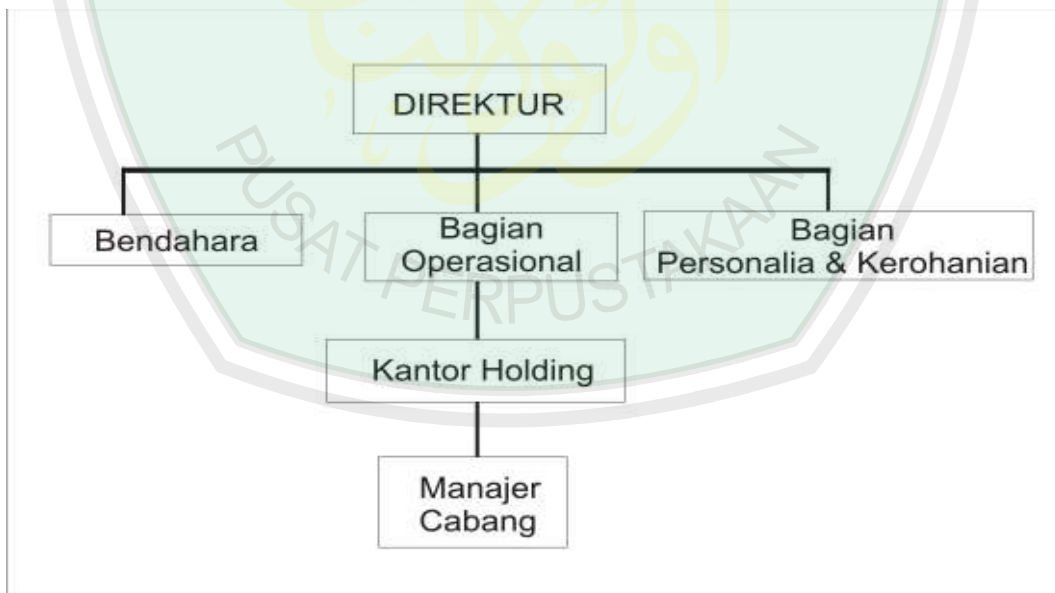 DIREKTUR
Bendahara
Bagian
Operasional
Bagian
Personalia & Kerohanian
Kantor Holding
Manajer
Cabang
PUSAT PERPUSTAKAAN